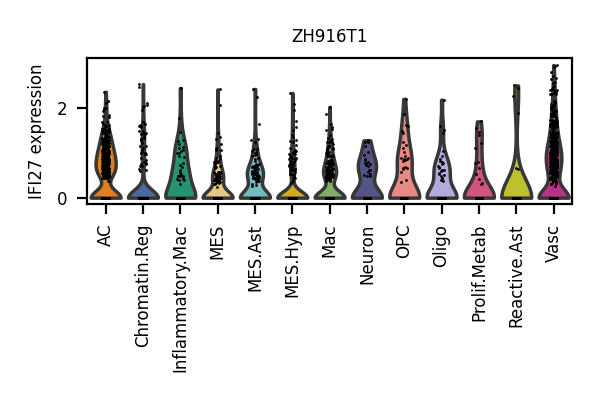 ZH916T1
IFI27 expression
2
0
AC
Chromatin.Reg
Inflammatory.Mac
MES
MES.Ast
MES.Hyp
Mac
Neuron
OPC
Oligo
Prolif.Metab
Reactive.Ast
Vasc